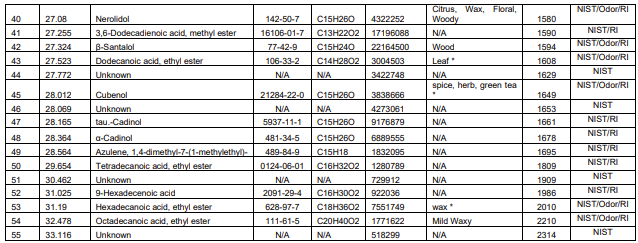 40 27.08 Nerolidol 142-50-7 C15H26O 4322252 Citrus, Wax, Floral, Woody 1580 NIST/Odor/RI
41 27.255 3,6-Dodecadienoic acid, methyl ester 16106-01-7 C13H22O2 17196088 N/A 1590 NIST/RI
42 27.324 β-Santalol 77-42-9 C15H24O 22164500 Wood 1594 NIST/Odor/RI
43 27.523 Dodecanoic acid, ethyl ester 106-33-2 C14H28O2 3004503 Leaf * 1608 NIST/Odor/RI
44 27.772 Unknown N/A N/A 3422748 N/A 1629 NIST
45 28.012 Cubenol 21284-22-0 C15H26O 3838666 spice, herb, green tea * 1649 NIST/Odor/RI
46 28.069 Unknown N/A N/A 4273061 N/A 1653 NIST
47 28.165 tau.-Cadinol 5937-11-1 C15H26O 9176879 N/A 1661 NIST/RI
48 28.364 α-Cadinol 481-34-5 C15H26O 6889555 N/A 1678 NIST/RI
49 28.564 Azulene, 1,4-dimethyl-7-(1-methylethyl)- 489-84-9 C15H18 1832095 N/A 1695 NIST/RI
50 29.654 Tetradecanoic acid, ethyl ester 0124-06-01 C16H32O2 1280789 N/A 1809 NIST/RI
51 30.462 Unknown N/A N/A 729912 N/A 1909 NIST
52 31.025 9-Hexadecenoic acid 2091-29-4 C16H30O2 922036 N/A 1986 NIST/RI
53 31.19 Hexadecanoic acid, ethyl ester 628-97-7 C18H36O2 7551749 wax * 2010 NIST/Odor/RI
54 32.478 Octadecanoic acid, ethyl ester 111-61-5 C20H40O2 1771622 Mild Waxy 2210 NIST/Odor/RI
55 33.116 Unknown N/A N/A 518299 N/A 2314 NIST